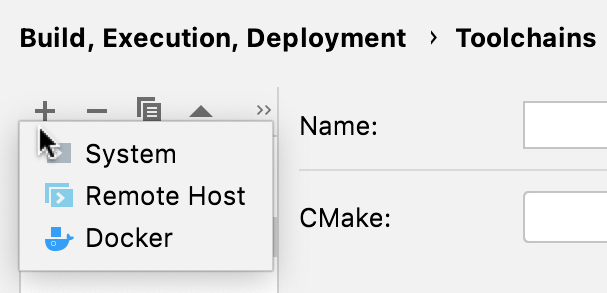 Build, Execution, Deployment › Toolchains
Name:
System
Remote Host
CMake:
Docker